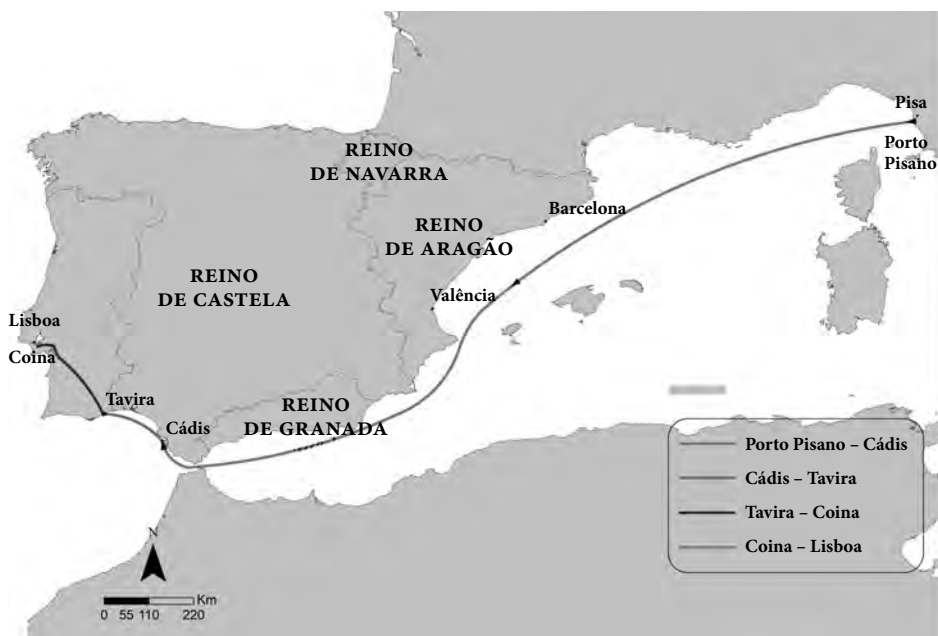 Pisa
Porto
Pisano
REINO
DE NAVARRA
Barcelona
REINO
DE ARAGÃO
REINO
DE CASTELA
Valência
Lisboa
Coina
Tavira
Cádis
REINO
DE GRANADA
Porto Pisano – Cádis
Cádis – Tavira
Tavira – Coina
Coina – Lisboa
N
Km
0 55 110 220